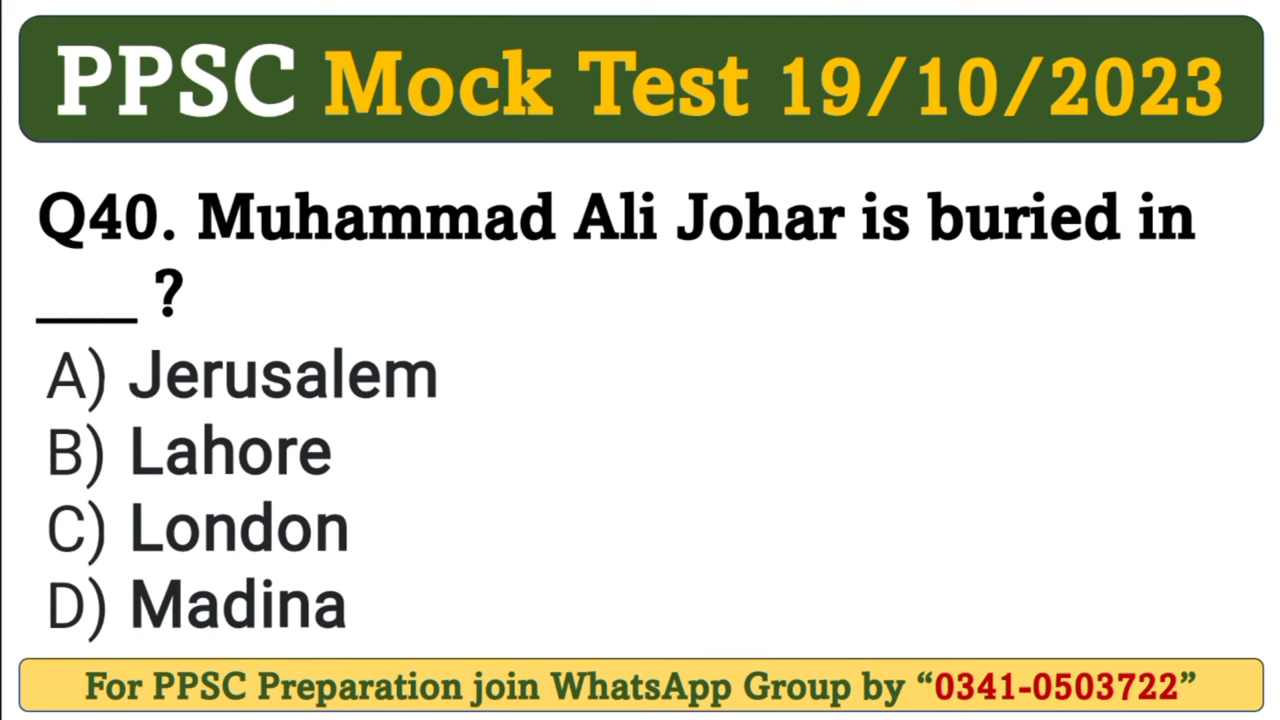 PPSC Mock Test 19/10/2023
Q40. Muhammad Ali Johar is buried in
___ ?
A) Jerusalem
B) Lahore
C) London
D) Madina
For PPSC Preparation join WhatsApp Group by “0341-0503722”